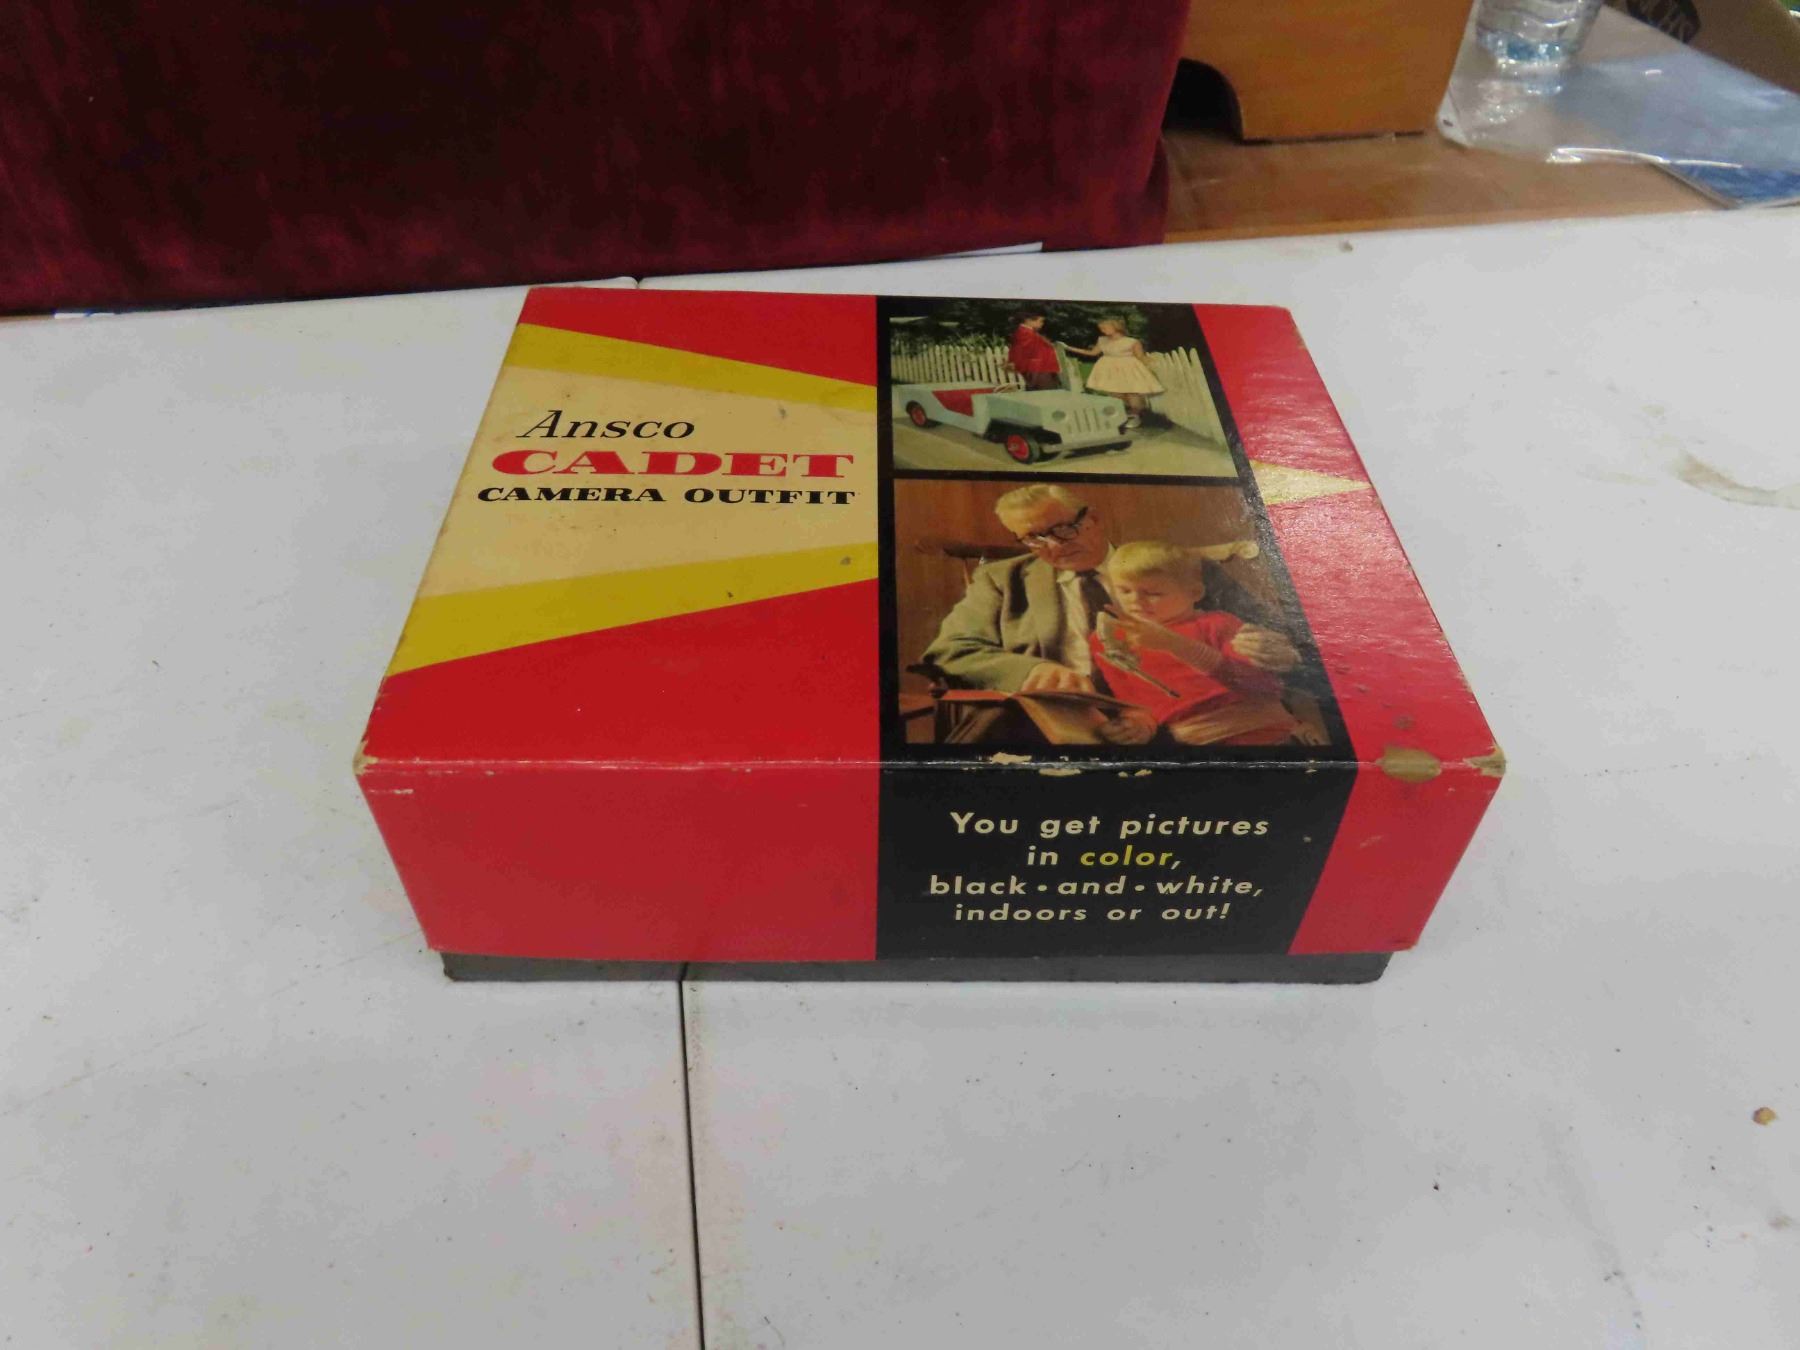 Ansco
CADET
CAMERA OUTFIT
You get pictures
in color,
black • and • white,
indoors or out!